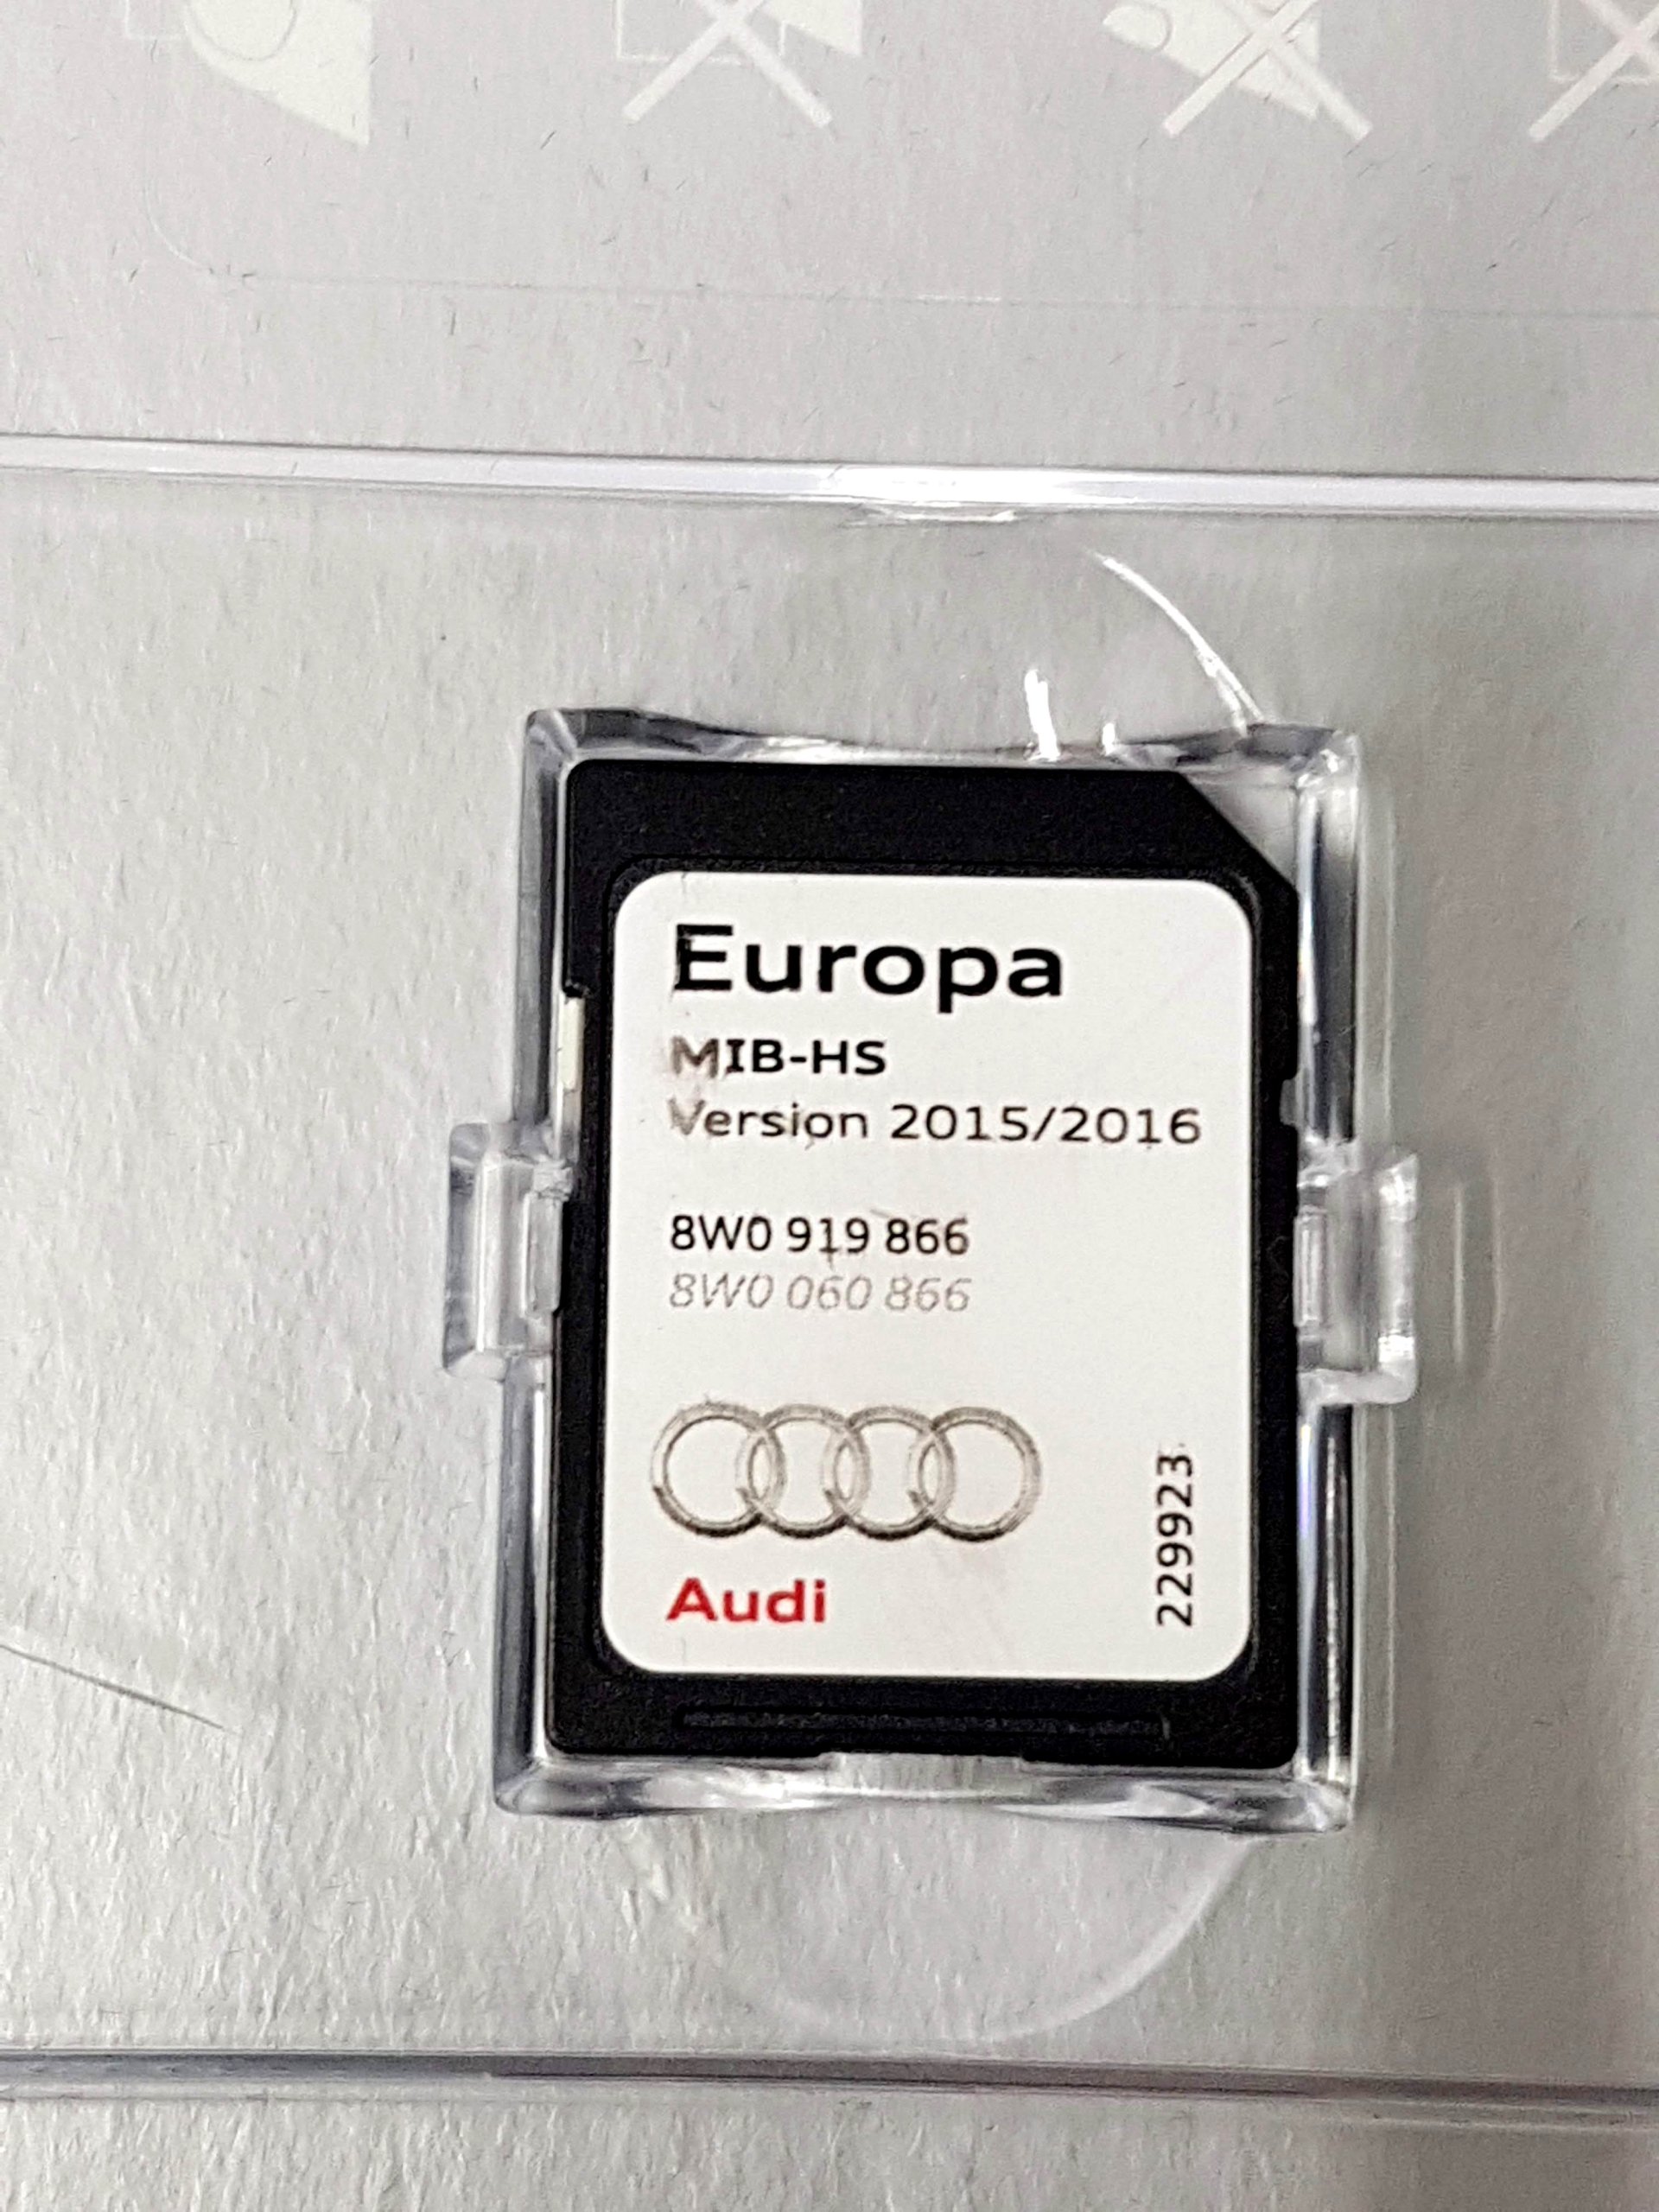 Europa
MIB-HS
Version 2015/2016
8W0 919 866
8W0 060 866
Audi
229923